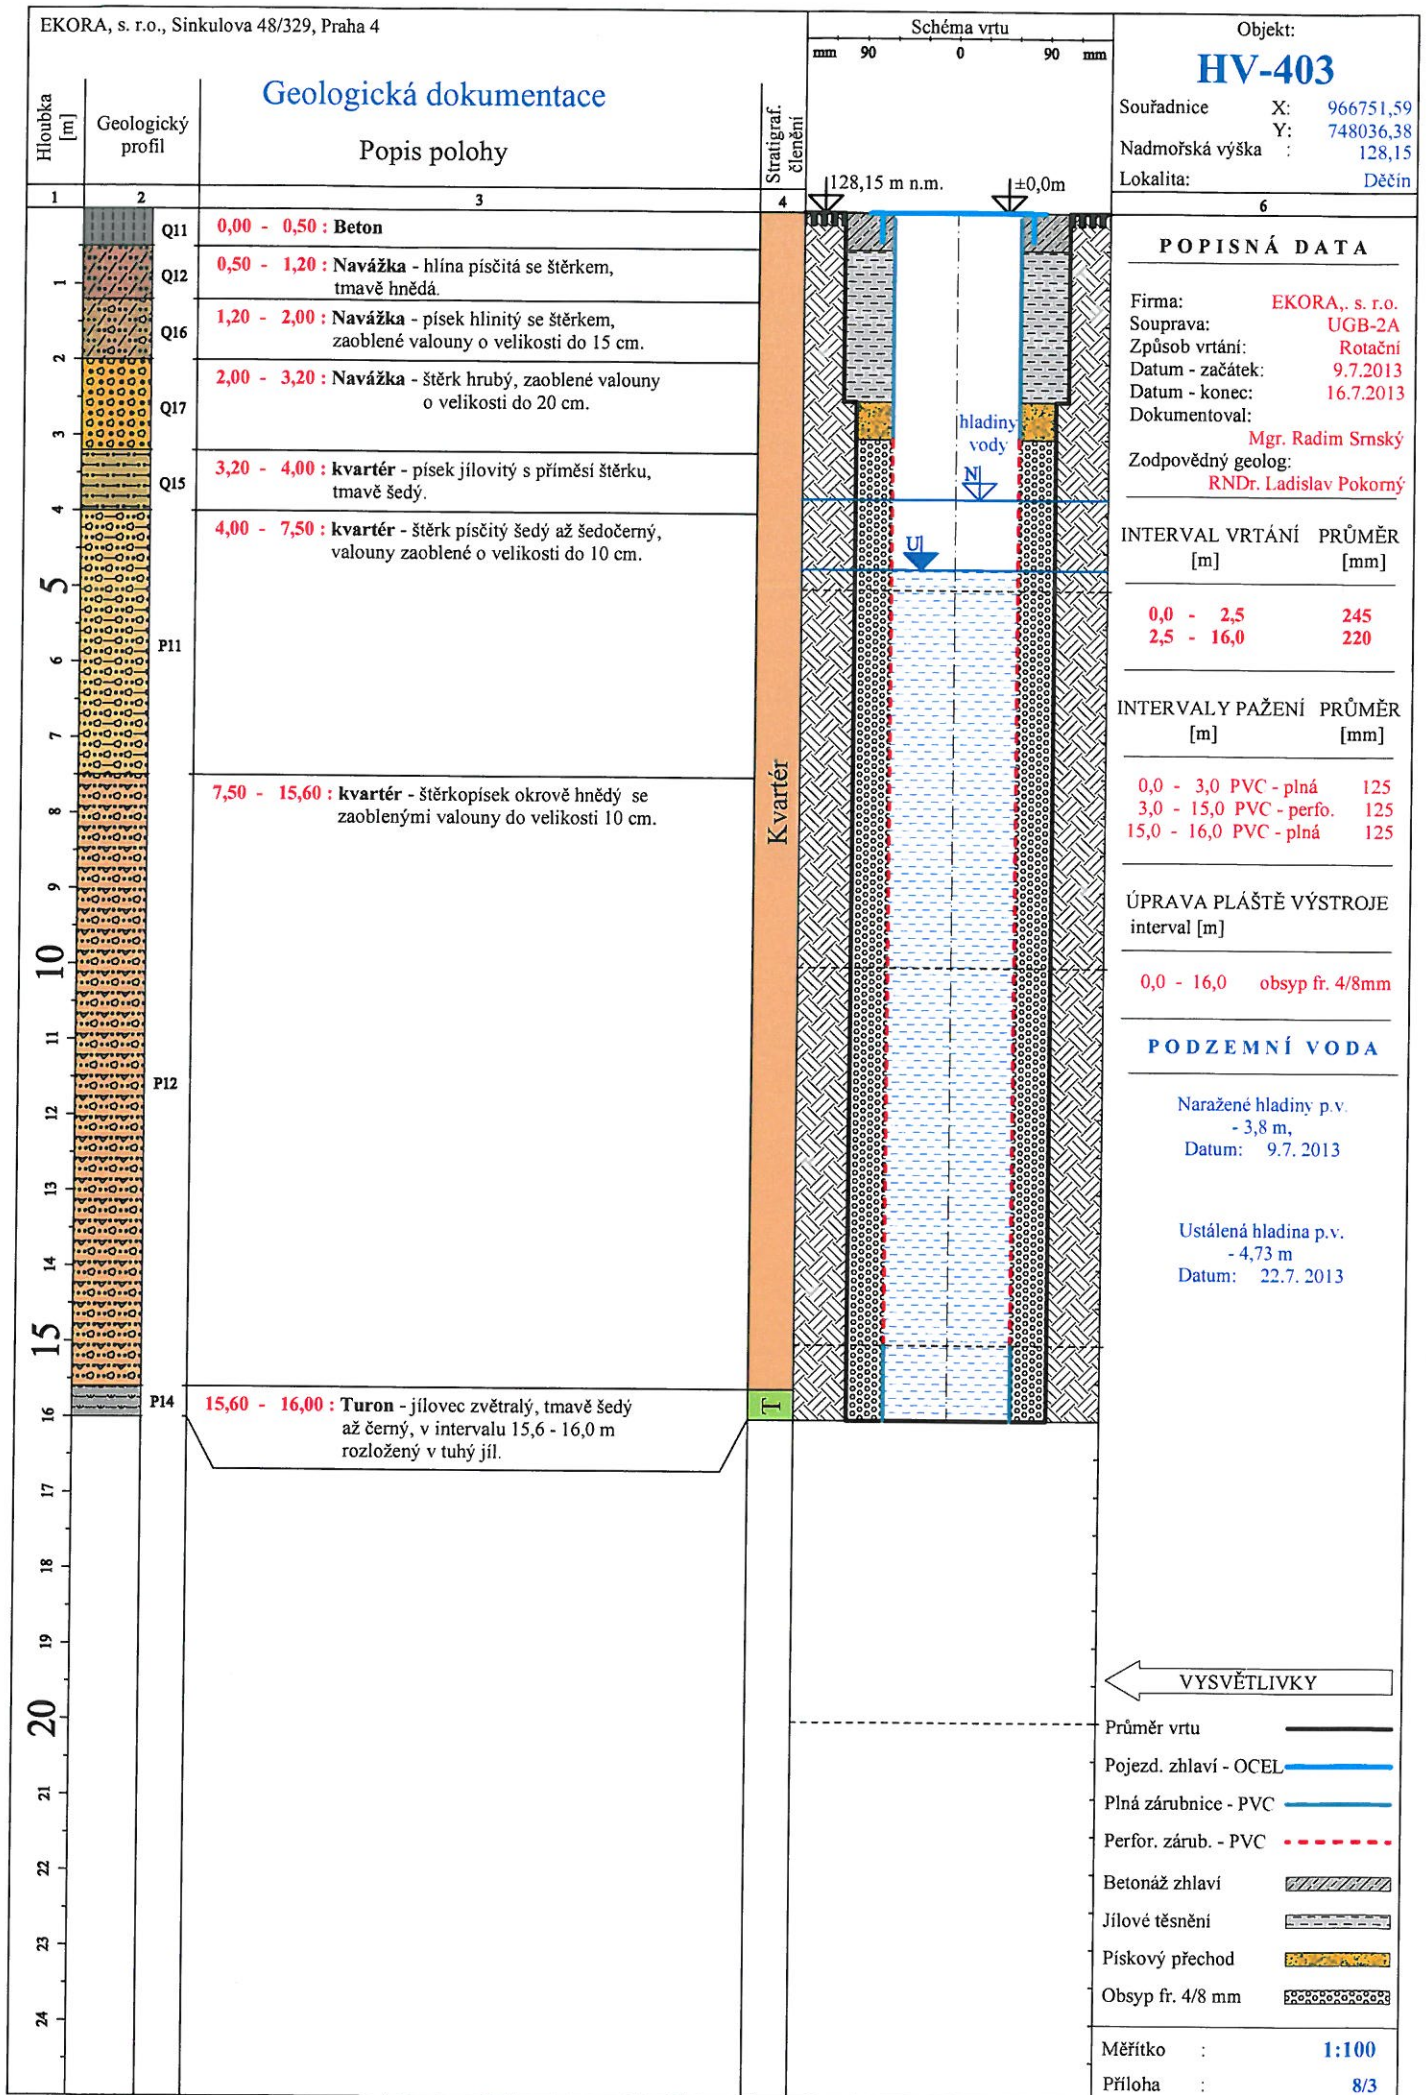 EKORA, s. r.o., Sinkulova 48/329, Praha 4
Geologická dokumentace
Hloubka
[m]
Geologický
profil
Popis polohy
Stratigraf.
členění
Schéma vrtu
mm 90 0 90 mm
Objekt:
HV-403
Souřadnice X: 966751,59
Y: 748036,38
Nadmořská výška : 128,15
Lokalita: Děčín
1 2 3 4 6
128,15 m n.m. ±0,0m
Q11 0,00 - 0,50 : Beton
Q12 0,50 - 1,20 : Navážka - hlína písčitá se štěrkem,
tmavě hnědá.
Q16 1,20 - 2,00 : Navážka - písek hlinitý se štěrkem,
zaoblené valouny o velikosti do 15 cm.
Q17 2,00 - 3,20 : Navážka - štěrk hrubý, zaoblené valouny
o velikosti do 20 cm.
Q15 3,20 - 4,00 : kvartér - písek jílovitý s příměsí štěrku,
tmavě šedý.
P11 4,00 - 7,50 : kvartér - štěrk písčitý šedý až šedočerný,
valouny zaoblené o velikosti do 10 cm.
P12 7,50 - 15,60 : kvartér - štěrkopísek okrově hnědý se
zaoblenými valouny do velikosti 10 cm.
P14 15,60 - 16,00 : Turon - jílovec zvětralý, tmavě šedý
až černý, v intervalu 15,6 - 16,0 m
rozložený v tuhý jíl.
1
2
3
4
5
6
7
8
9
10
11
12
13
14
15
16
17
18
19
20
21
22
23
24
Kvartér
T
hladiny
vody
N
U
POPISNÁ DATA
Firma: EKORA,. s. r.o.
Souprava: UGB-2A
Způsob vrtání: Rotační
Datum - začátek: 9.7.2013
Datum - konec: 16.7.2013
Dokumentoval:
Mgr. Radim Srnský
Zodpovědný geolog:
RNDr. Ladislav Pokorný
INTERVAL VRTÁNÍ PRŮMĚR
[m] [mm]
0,0 - 2,5 245
2,5 - 16,0 220
INTERVALY PAŽENÍ PRŮMĚR
[m] [mm]
0,0 - 3,0 PVC - plná 125
3,0 - 15,0 PVC - perfo. 125
15,0 - 16,0 PVC - plná 125
ÚPRAVA PLÁŠTĚ VÝSTROJE
interval [m]
0,0 - 16,0 obsyp fr. 4/8mm
PODZEMNÍ VODA
Naražené hladiny p.v.
- 3,8 m,
Datum: 9.7. 2013
Ustálená hladina p.v.
- 4,73 m
Datum: 22.7. 2013
VYSVĚTLIVKY
Průměr vrtu
Pojezd. zhlaví - OCEL
Plná zárubnice - PVC
Perfor. zárub. - PVC
Betonáž zhlaví
Jílové těsnění
Pískový přechod
Obsyp fr. 4/8 mm
Měřítko : 1:100
Příloha : 8/3